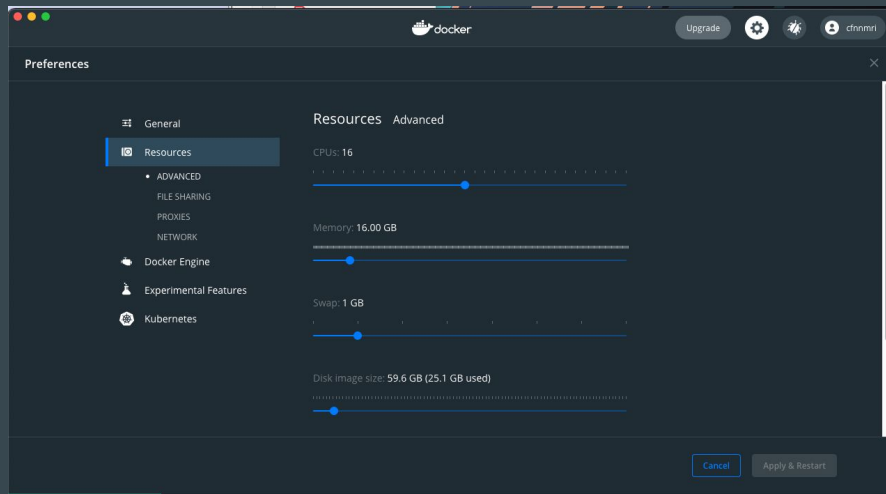 docker
Upgrade
cfnnmri
Preferences
General
Resources
ADVANCED
FILE SHARING
PROXIES
NETWORK
Docker Engine
Experimental Features
Kubernetes
Resources Advanced
CPUs: 16
Memory: 16.00 GB
Swap: 1 GB
Disk image size: 59.6 GB (25.1 GB used)
Cancel
Apply & Restart